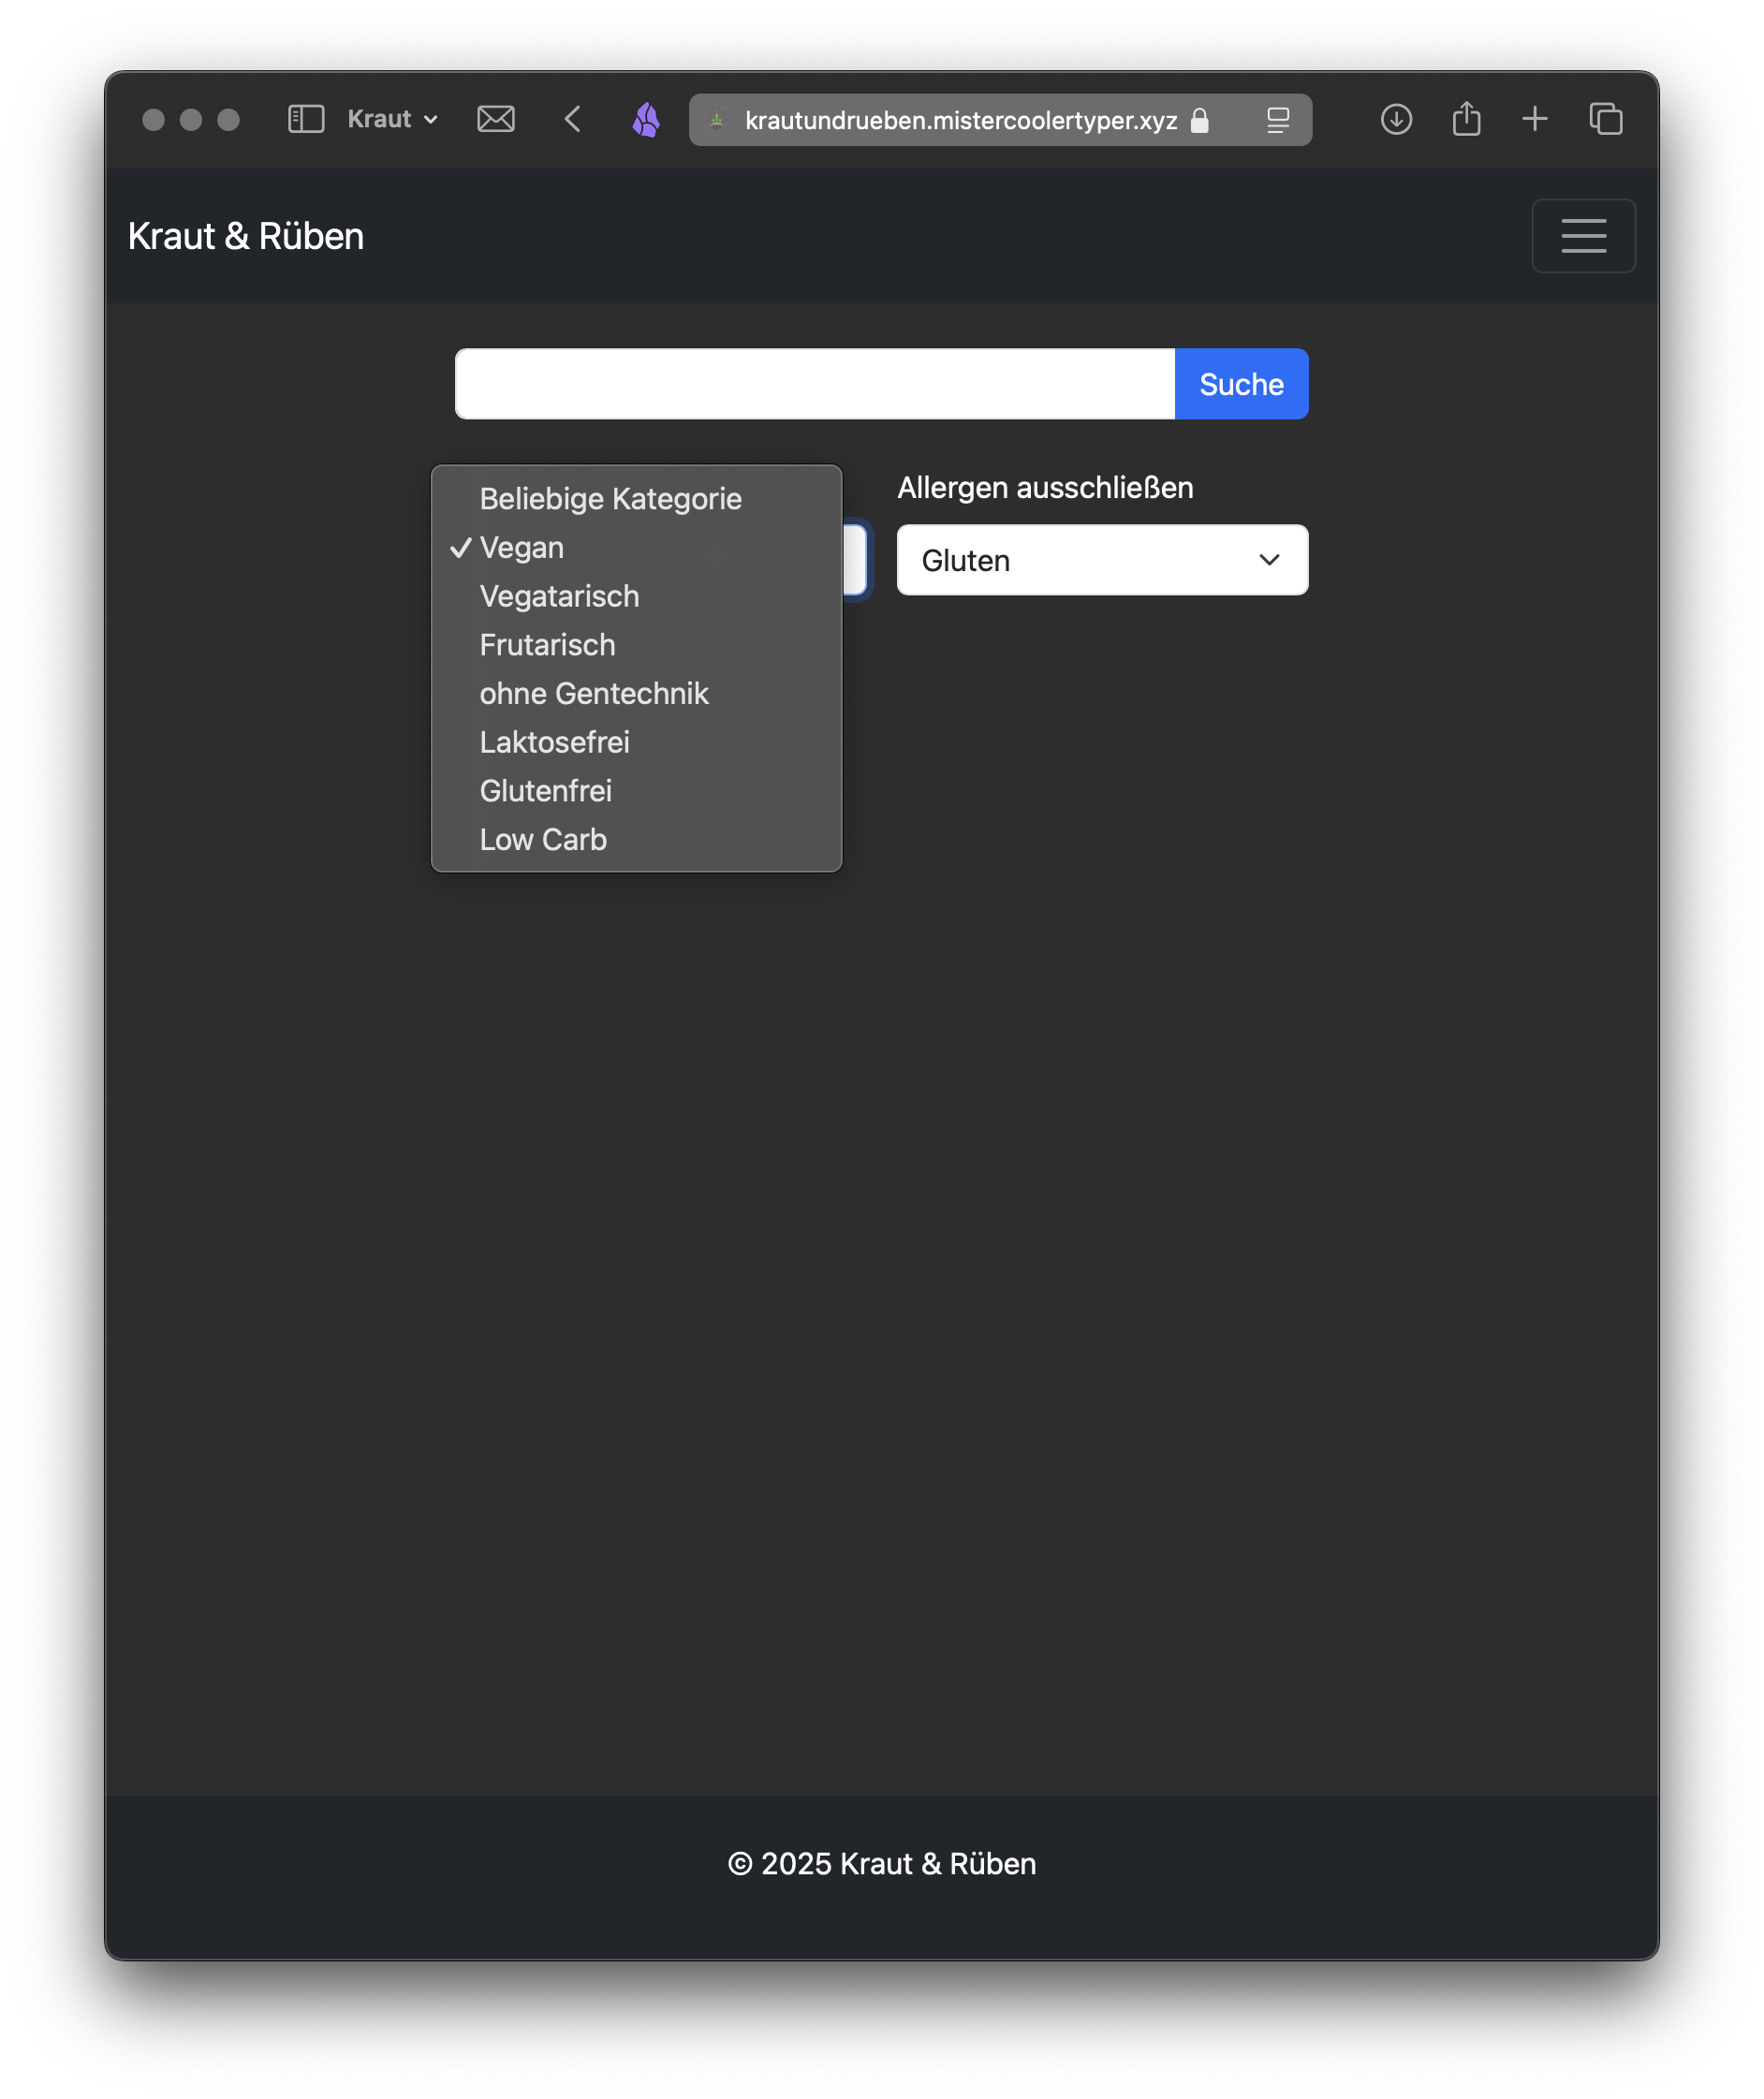 Kraut
krautundrueben.mistercoolertyper.xyz
Kraut & Rüben
Suche
Beliebige Kategorie
Vegan
Vegatarisch
Frutarisch
ohne Gentechnik
Laktosefrei
Glutenfrei
Low Carb
Allergen ausschließen
Gluten
© 2025 Kraut & Rüben